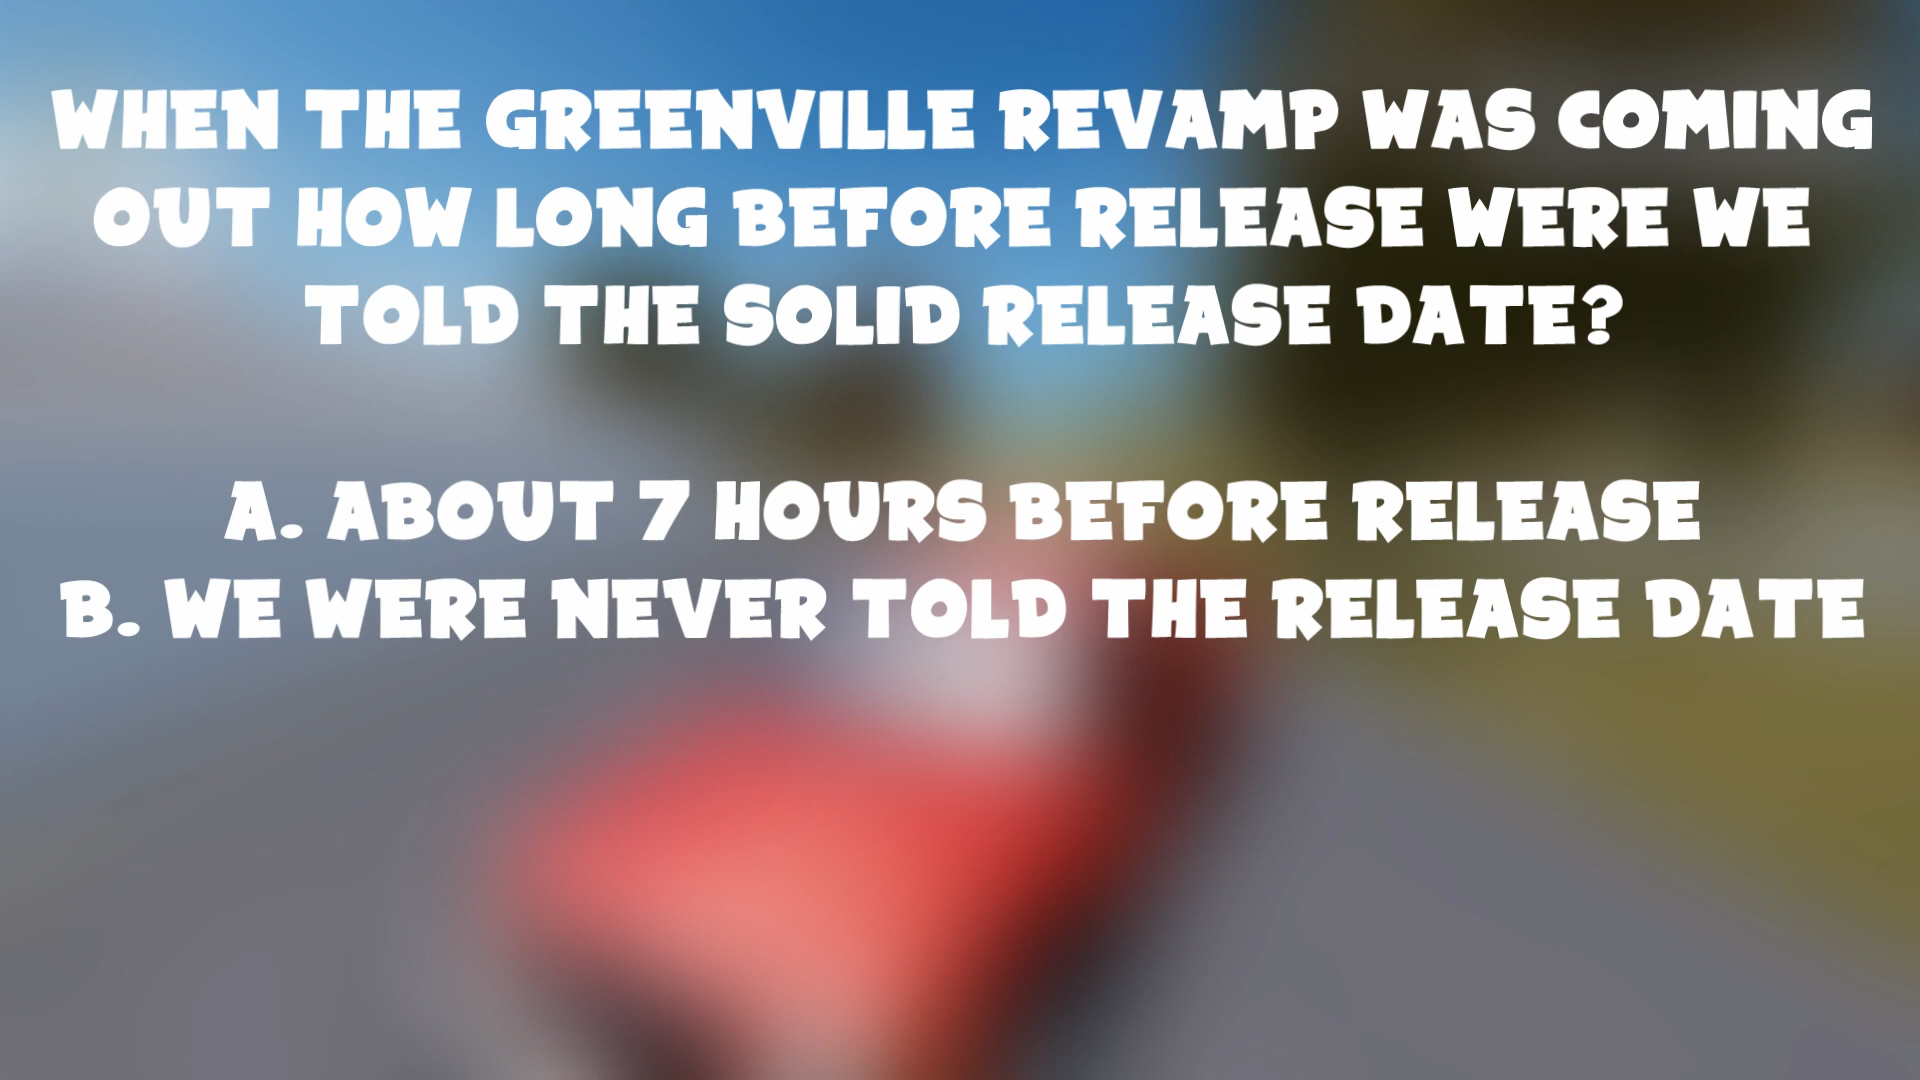 WHEN THE GREENVILLE REVAMP WAS COMING
OUT HOW LONG BEFORE RELEASE WERE WE
TOLD THE SOLID RELEASE DATE?
A. ABOUT 7 HOURS BEFORE RELEASE
B. WE WERE NEVER TOLD THE RELEASE DATE